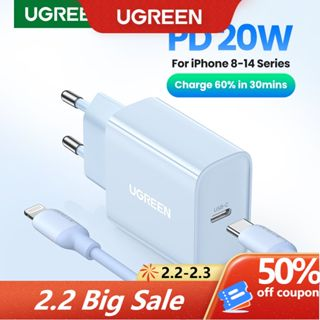 UGREEN
UGREEN
PD 20W
For iPhone 8-14 Series
Charge 60% in 30mins
UGREEN
USB-C
2.2-2.3
2.2 Big Sale
50%
off coupon